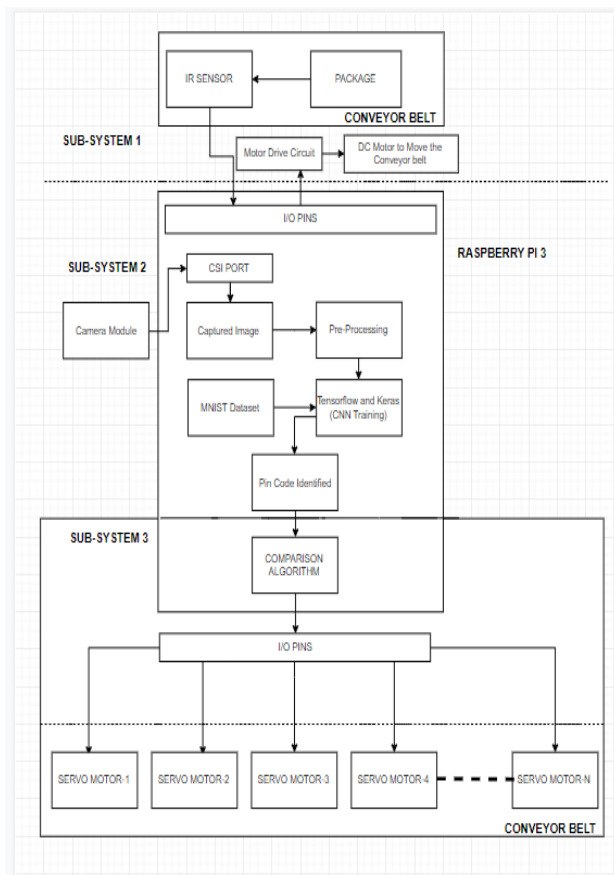 IR SENSOR
PACKAGE
CONVEYOR BELT
SUB-SYSTEM 1
Motor Drive Circuit
DC Motor to Move the
Conveyor belt
I/O PINS
RASPBERRY PI 3
SUB-SYSTEM 2
CSI PORT
Camera Module
Captured Image
Pre-Processing
MNIST Dataset
Tensorflow and Keras
(CNN Training)
Pin Code Identified
SUB-SYSTEM 3
COMPARISON
ALGORITHM
I/O PINS
SERVO MOTOR-1
SERVO MOTOR-2
SERVO MOTOR-3
SERVO MOTOR-4
SERVO MOTOR-N
CONVEYOR BELT